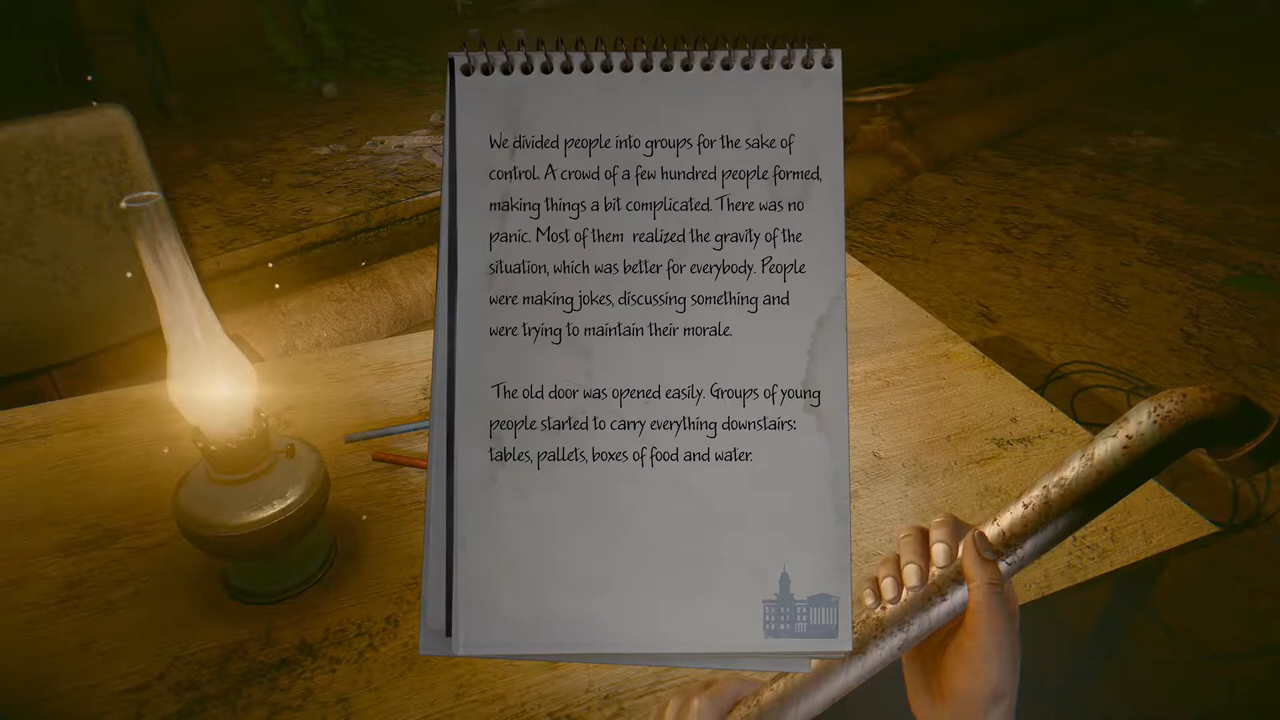 We divided people into groups for the sake of
control. A crowd of a few hundred people formed,
making things a bit complicated. There was no
panic. Most of them realized the gravity of the
situation, which was better for everybody. People
were making jokes, discussing something and
were trying to maintain their morale.
The old door was opened easily. Groups of young
people started to carry everything downstairs:
tables, pallets, boxes of food and water.